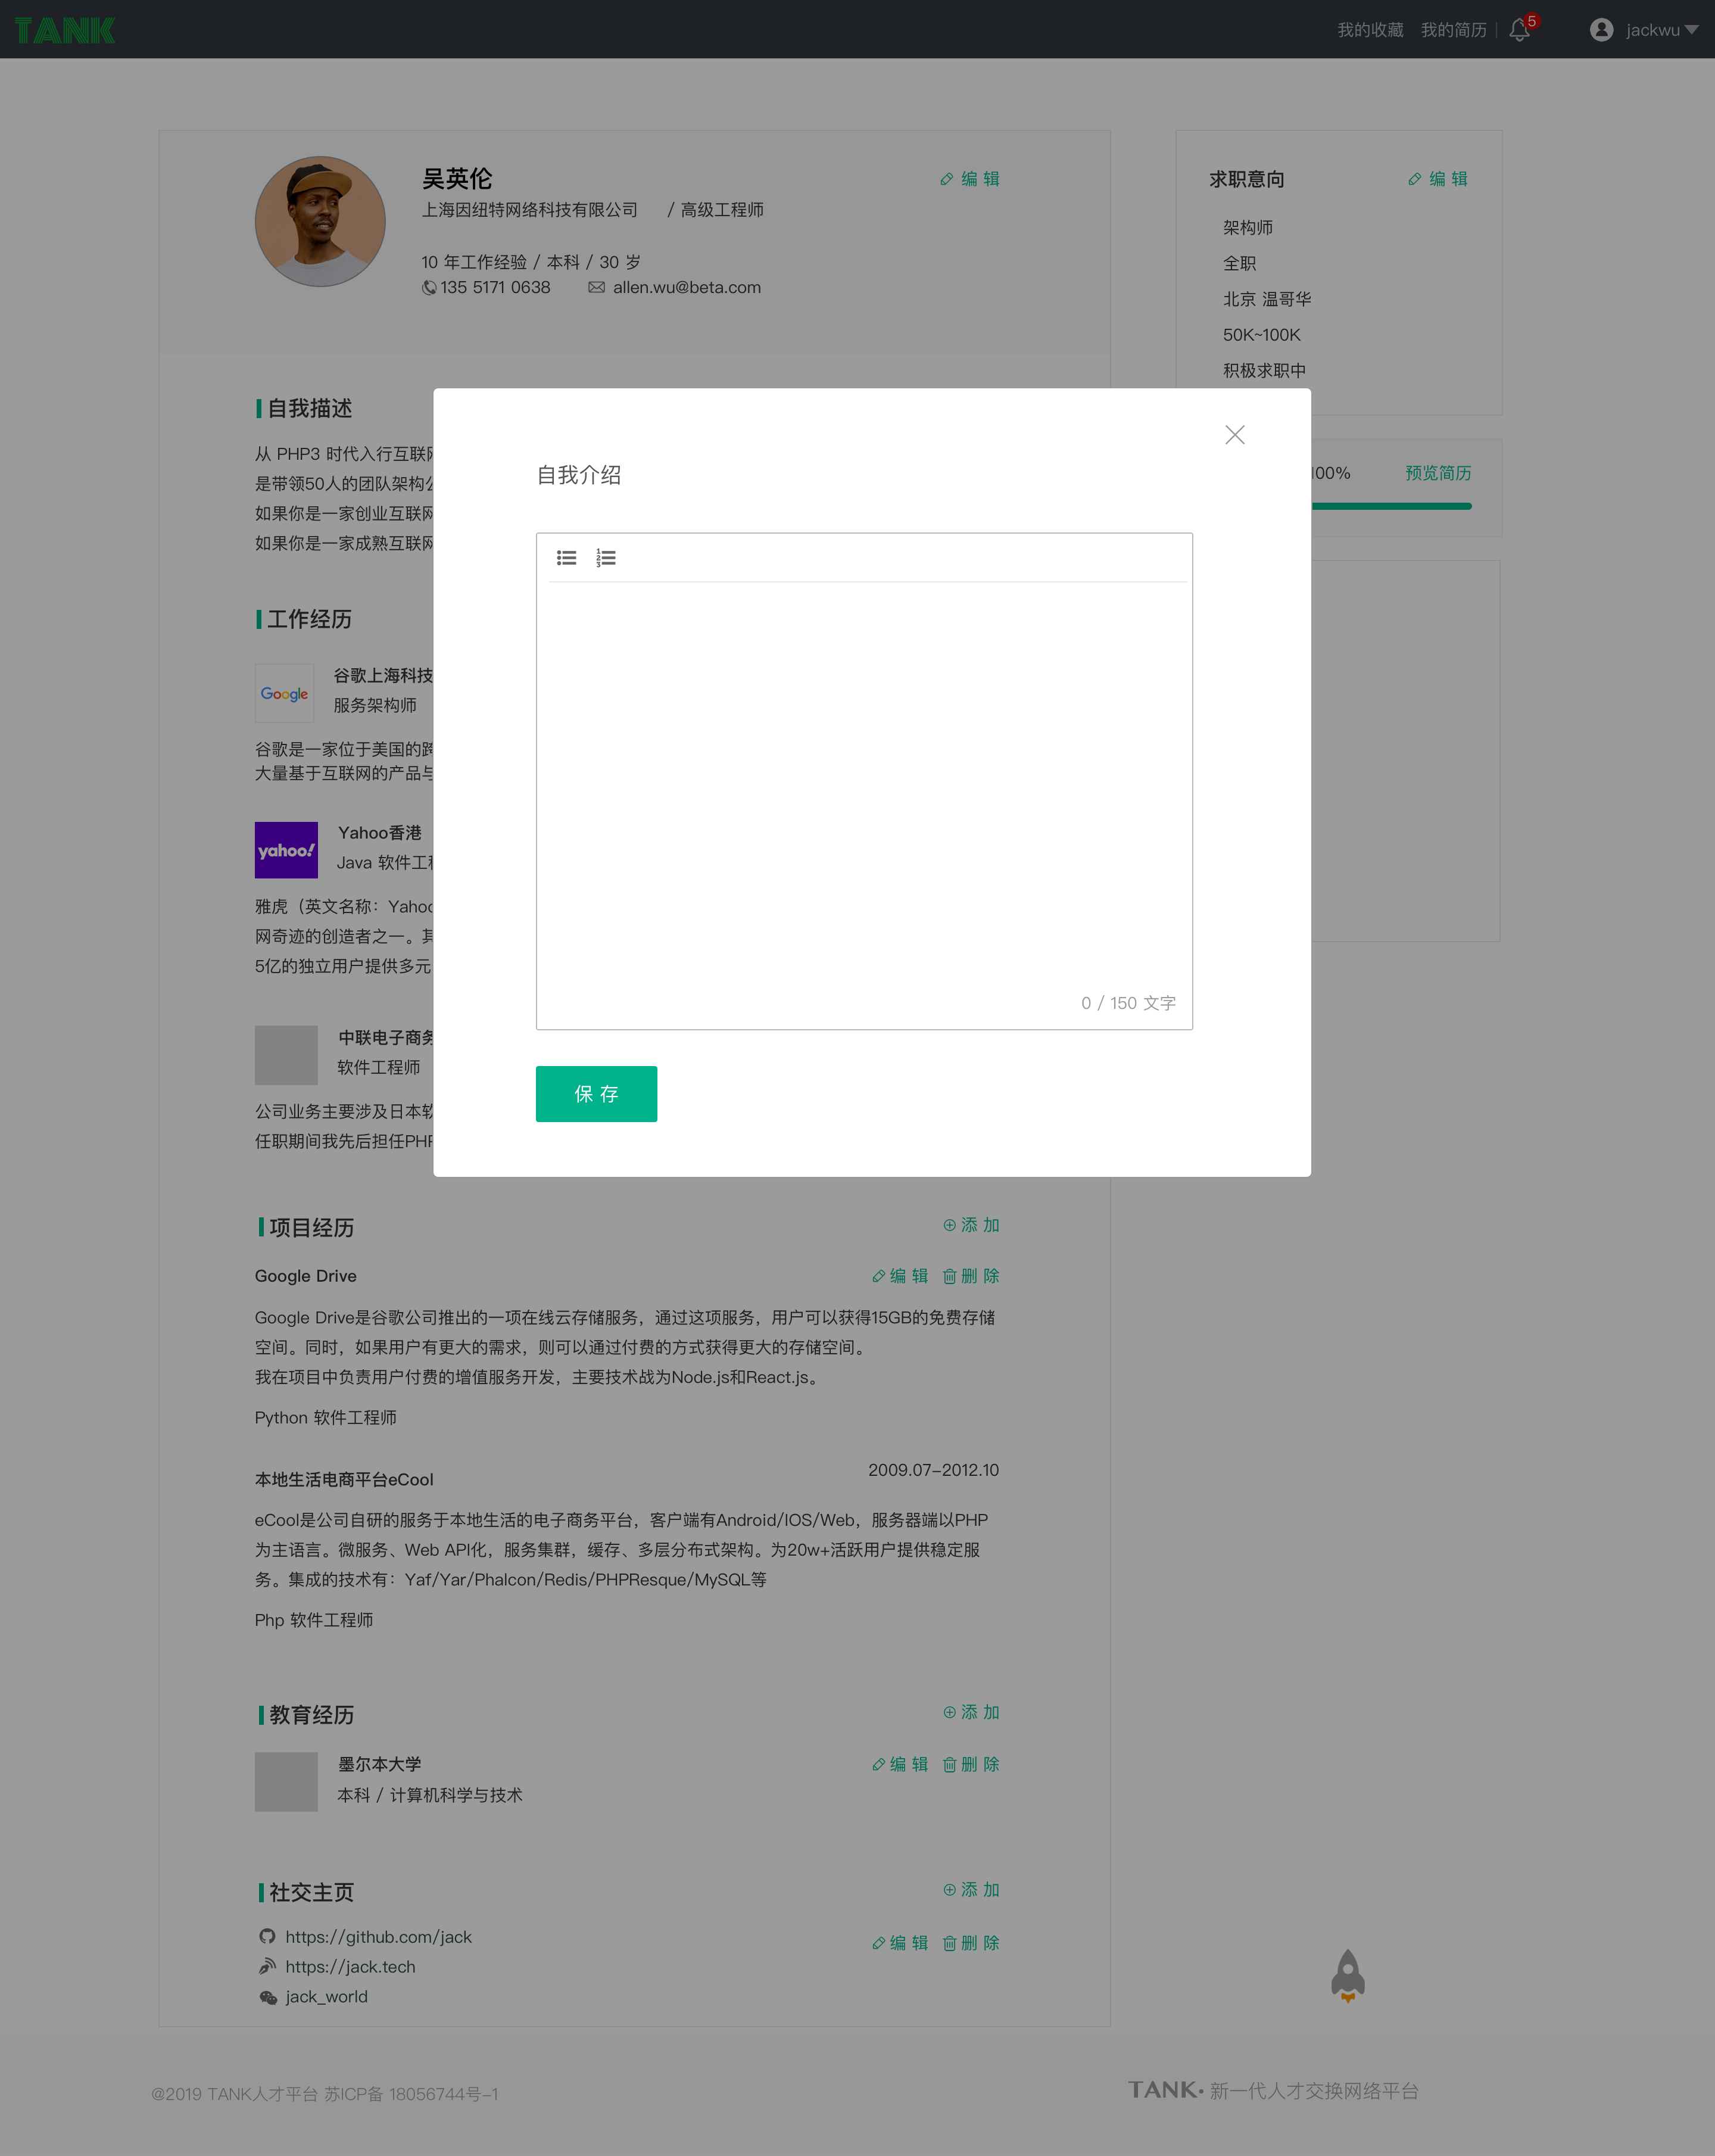 TANK
我的收藏 我的简历 5 jackwu
吴英伦
编 辑
上海因纽特网络科技有限公司 / 高级工程师
10 年工作经验 / 本科 / 30 岁
135 5171 0638 allen.wu@beta.com
求职意向
编 辑
架构师
全职
北京 温哥华
50K~100K
积极求职中
100% 预览简历
自我描述
从 PHP3 时代入行互联
是带领50人的团队架构
如果你是一家创业互联网
如果你是一家成熟互联网
工作经历
Google
谷歌上海科技
服务架构师
谷歌是一家位于美国的跨
大量基于互联网的产品与
yahoo!
Yahoo香港
Java 软件工程
雅虎（英文名称：Yahoo
网奇迹的创造者之一。其
5亿的独立用户提供多元
中联电子商务
软件工程师
公司业务主要涉及日本软
任职期间我先后担任PHP
自我介绍
0 / 150 文字
保 存
项目经历
添 加
Google Drive
编 辑 删 除
Google Drive是谷歌公司推出的一项在线云存储服务，通过这项服务，用户可以获得15GB的免费存储
空间。同时，如果用户有更大的需求，则可以通过付费的方式获得更大的存储空间。
我在项目中负责用户付费的增值服务开发，主要技术战为Node.js和React.js。
Python 软件工程师
本地生活电商平台eCool
2009.07-2012.10
eCool是公司自研的服务于本地生活的电子商务平台，客户端有Android/IOS/Web，服务器端以PHP
为主语言。微服务、Web API化，服务集群，缓存、多层分布式架构。为20w+活跃用户提供稳定服
务。集成的技术有：Yaf/Yar/Phalcon/Redis/PHPResque/MySQL等
Php 软件工程师
教育经历
添 加
墨尔本大学
编 辑 删 除
本科 / 计算机科学与技术
社交主页
添 加
https://github.com/jack
编 辑 删 除
https://jack.tech
jack_world
@2019 TANK人才平台 苏ICP备 18056744号-1
TANK· 新一代人才交换网络平台